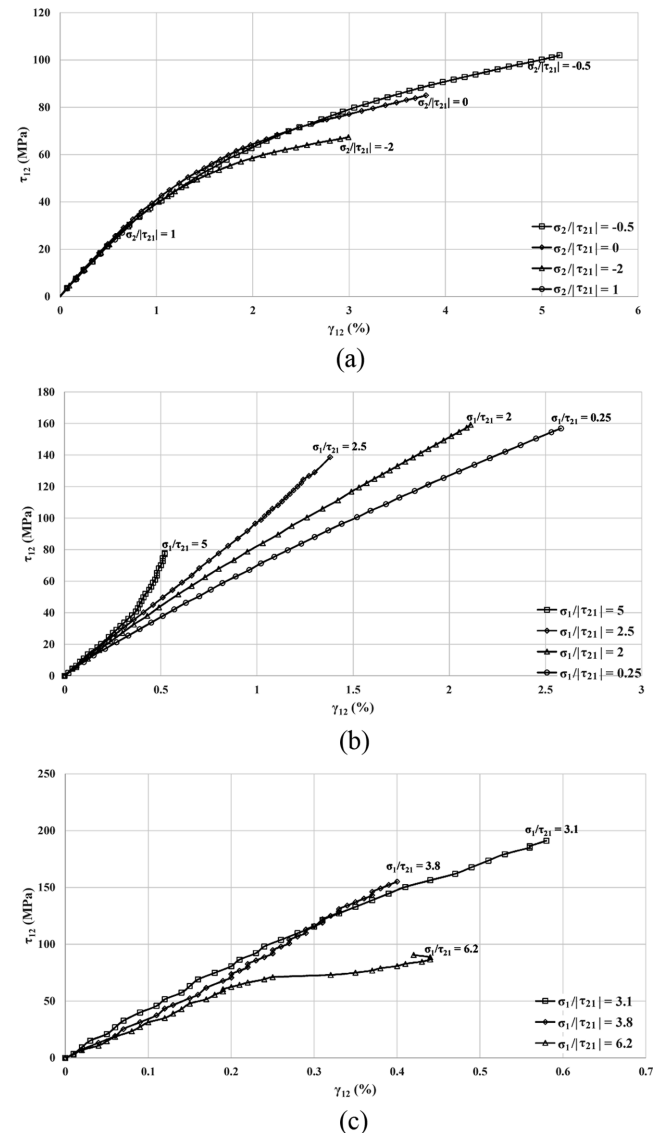 120
100
80
60
40
20
0
τ12 (MPa)
σ2/|τ21| = -0.5
σ2/|τ21| = 0
σ2/|τ21| = -2
σ2/|τ21| = 1
σ2/|τ21| = -0.5
σ2/|τ21| = 0
σ2/|τ21| = -2
σ2/|τ21| = 1
0 1 2 3 4 5 6
γ12 (%)
(a)
180
160
140
120
100
80
60
40
20
0
τ12 (MPa)
σ1/τ21| = 2
σ1/τ21| = 0.25
σ1/τ21| = 2.5
σ1/τ21| = 5
σ1/|τ21| = 5
σ1/|τ21| = 2.5
σ1/|τ21| = 2
σ1/|τ21| = 0.25
0 0.5 1 1.5 2 2.5 3
γ12 (%)
(b)
250
200
150
100
50
0
τ12 (MPa)
σ1/τ21| = 3.1
σ1/τ21| = 3.8
σ1/τ21| = 6.2
σ1/|τ21| = 3.1
σ1/|τ21| = 3.8
σ1/|τ21| = 6.2
0 0.1 0.2 0.3 0.4 0.5 0.6 0.7
γ12 (%)
(c)